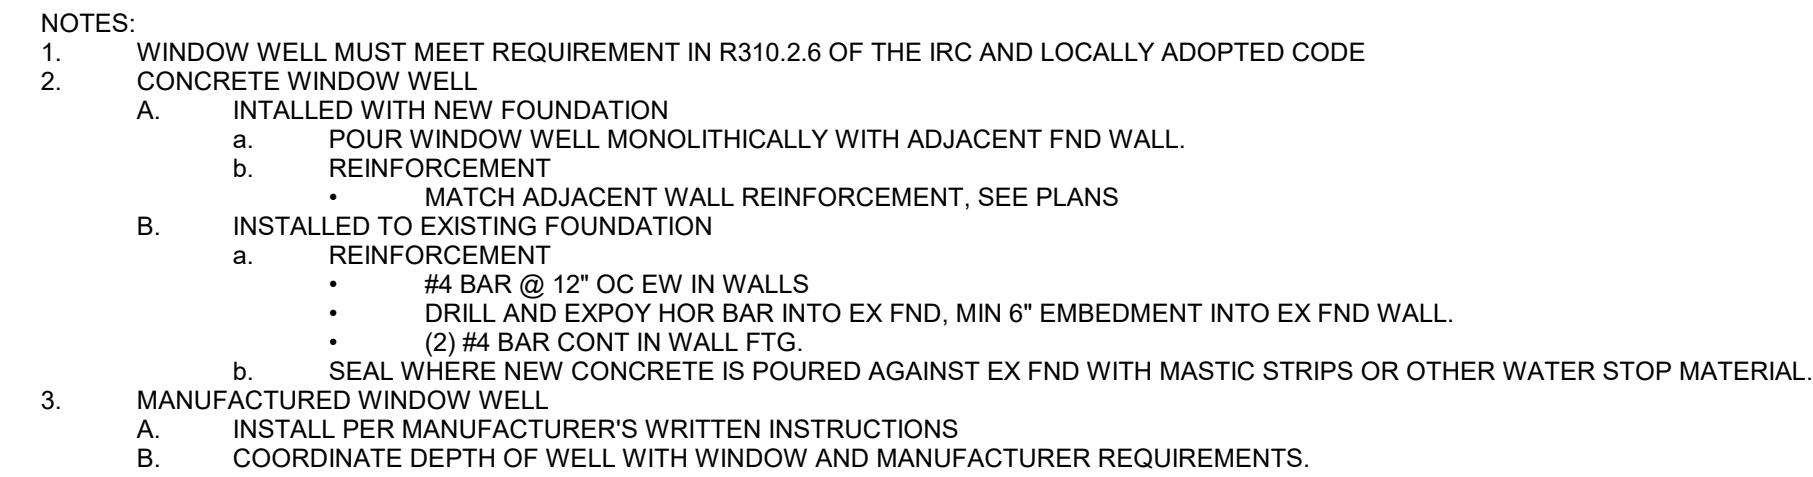 NOTES:
1. WINDOW WELL MUST MEET REQUIREMENT IN R310.2.6 OF THE IRC AND LOCALLY ADOPTED CODE
2. CONCRETE WINDOW WELL
A. INTALLED WITH NEW FOUNDATION
a. POUR WINDOW WELL MONOLITHICALLY WITH ADJACENT FND WALL.
b. REINFORCEMENT
• MATCH ADJACENT WALL REINFORCEMENT, SEE PLANS
B. INSTALLED TO EXISTING FOUNDATION
a. REINFORCEMENT
• #4 BAR @ 12" OC EW IN WALLS
• DRILL AND EXPOY HOR BAR INTO EX FND, MIN 6" EMBEDMENT INTO EX FND WALL.
• (2) #4 BAR CONT IN WALL FTG.
b. SEAL WHERE NEW CONCRETE IS POURED AGAINST EX FND WITH MASTIC STRIPS OR OTHER WATER STOP MATERIAL.
3. MANUFACTURED WINDOW WELL
A. INSTALL PER MANUFACTURER'S WRITTEN INSTRUCTIONS
B. COORDINATE DEPTH OF WELL WITH WINDOW AND MANUFACTURER REQUIREMENTS.